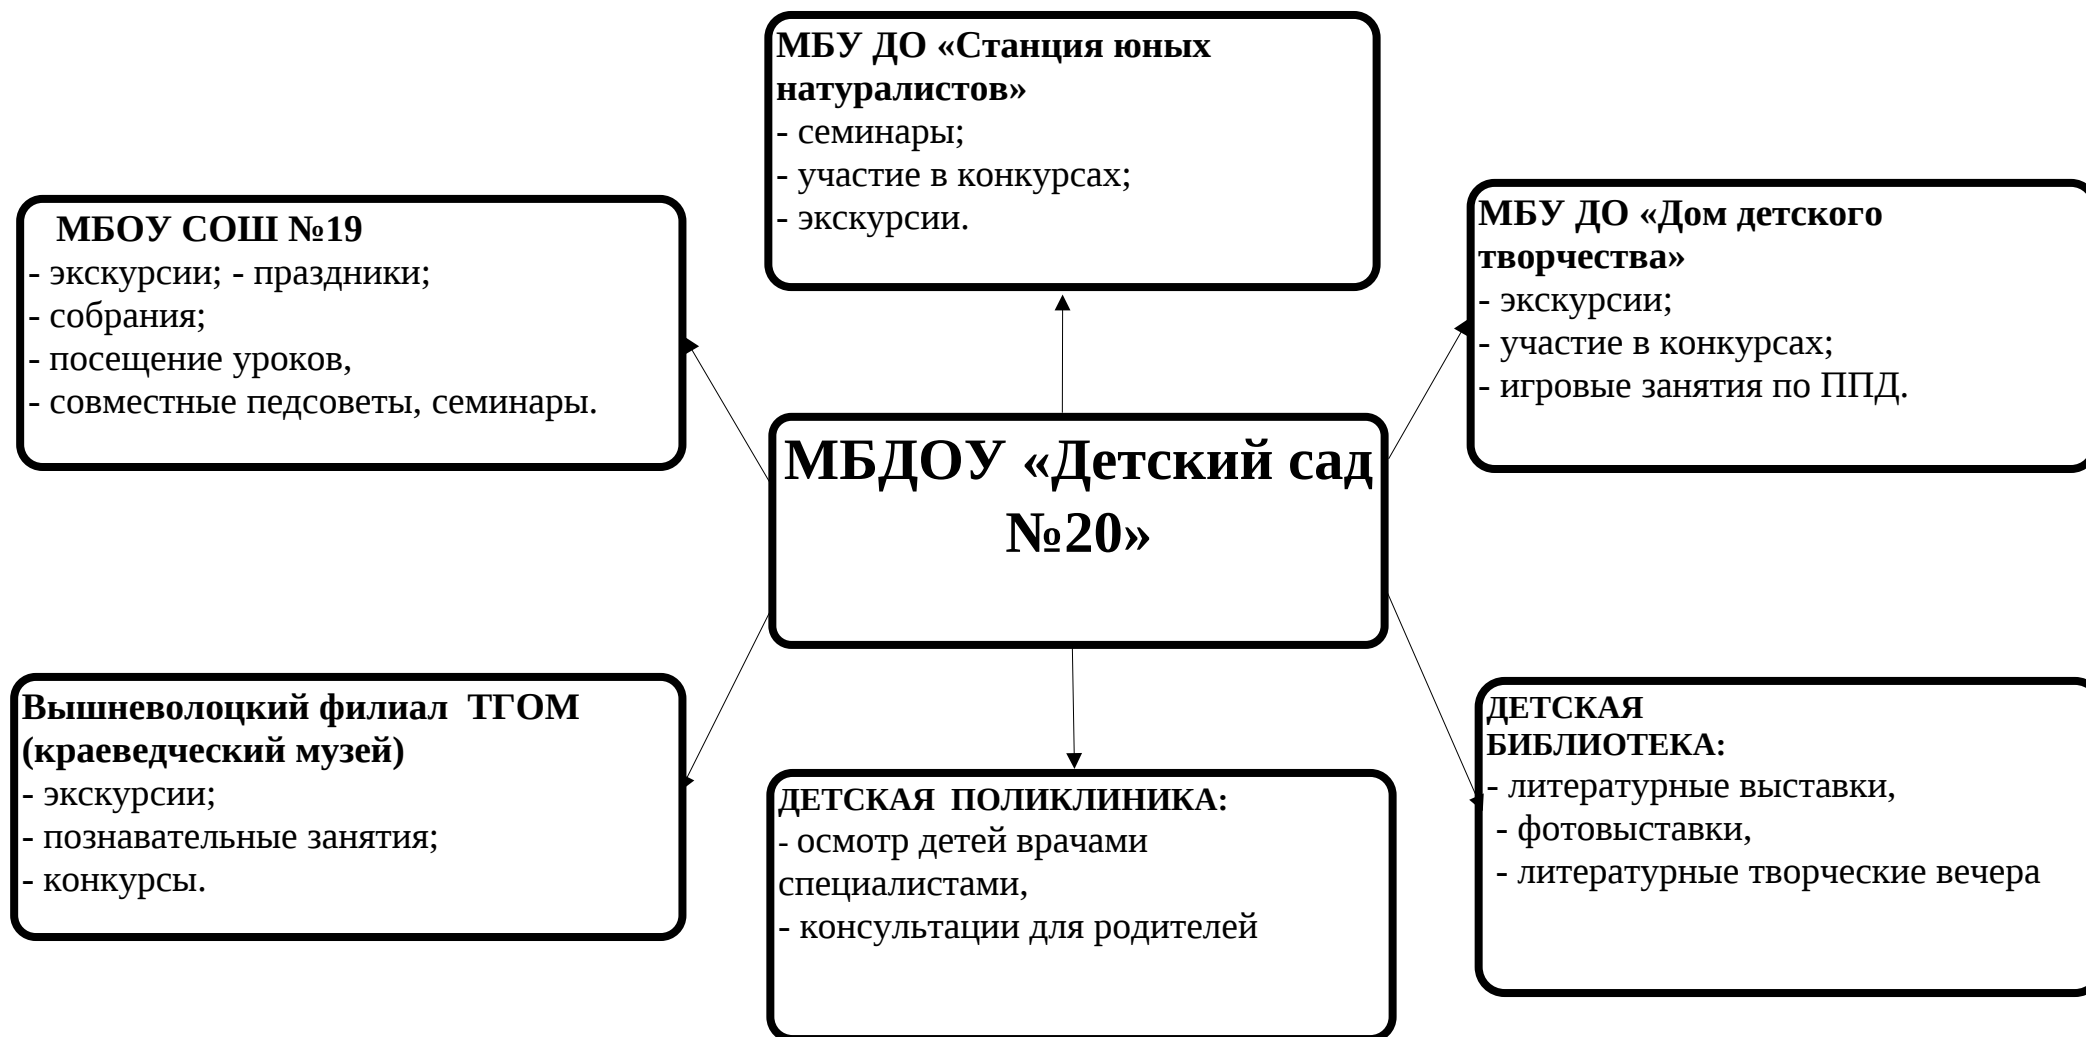 МБУ ДО «Станция юных
натуралистов»
- семинары;
- участие в конкурсах;
- экскурсии.
МБОУ СОШ №19
- экскурсии; - праздники;
- собрания;
- посещение уроков,
- совместные педсоветы, семинары.
МБУ ДО «Дом детского
творчества»
- экскурсии;
- участие в конкурсах;
- игровые занятия по ППД.
МБДОУ «Детский сад
№20»
Вышневолоцкий филиал  ТГОМ
(краеведческий музей)
- экскурсии;
- познавательные занятия;
- конкурсы.
ДЕТСКАЯ  ПОЛИКЛИНИКА:
- осмотр детей врачами
специалистами,
- консультации для родителей
ДЕТСКАЯ
БИБЛИОТЕКА:
- литературные выставки,
- фотовыставки,
- литературные творческие вечера